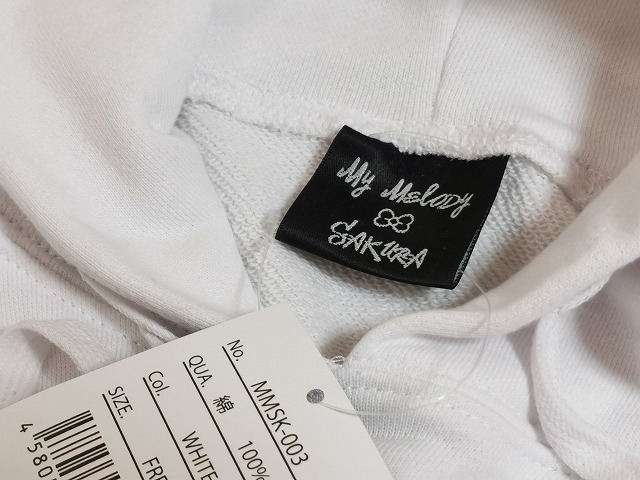 My MeLODY
SAKURA
No. MMSK-003
QUA. 綿 100%
Col. WHITE
SIZE. FRE
4580